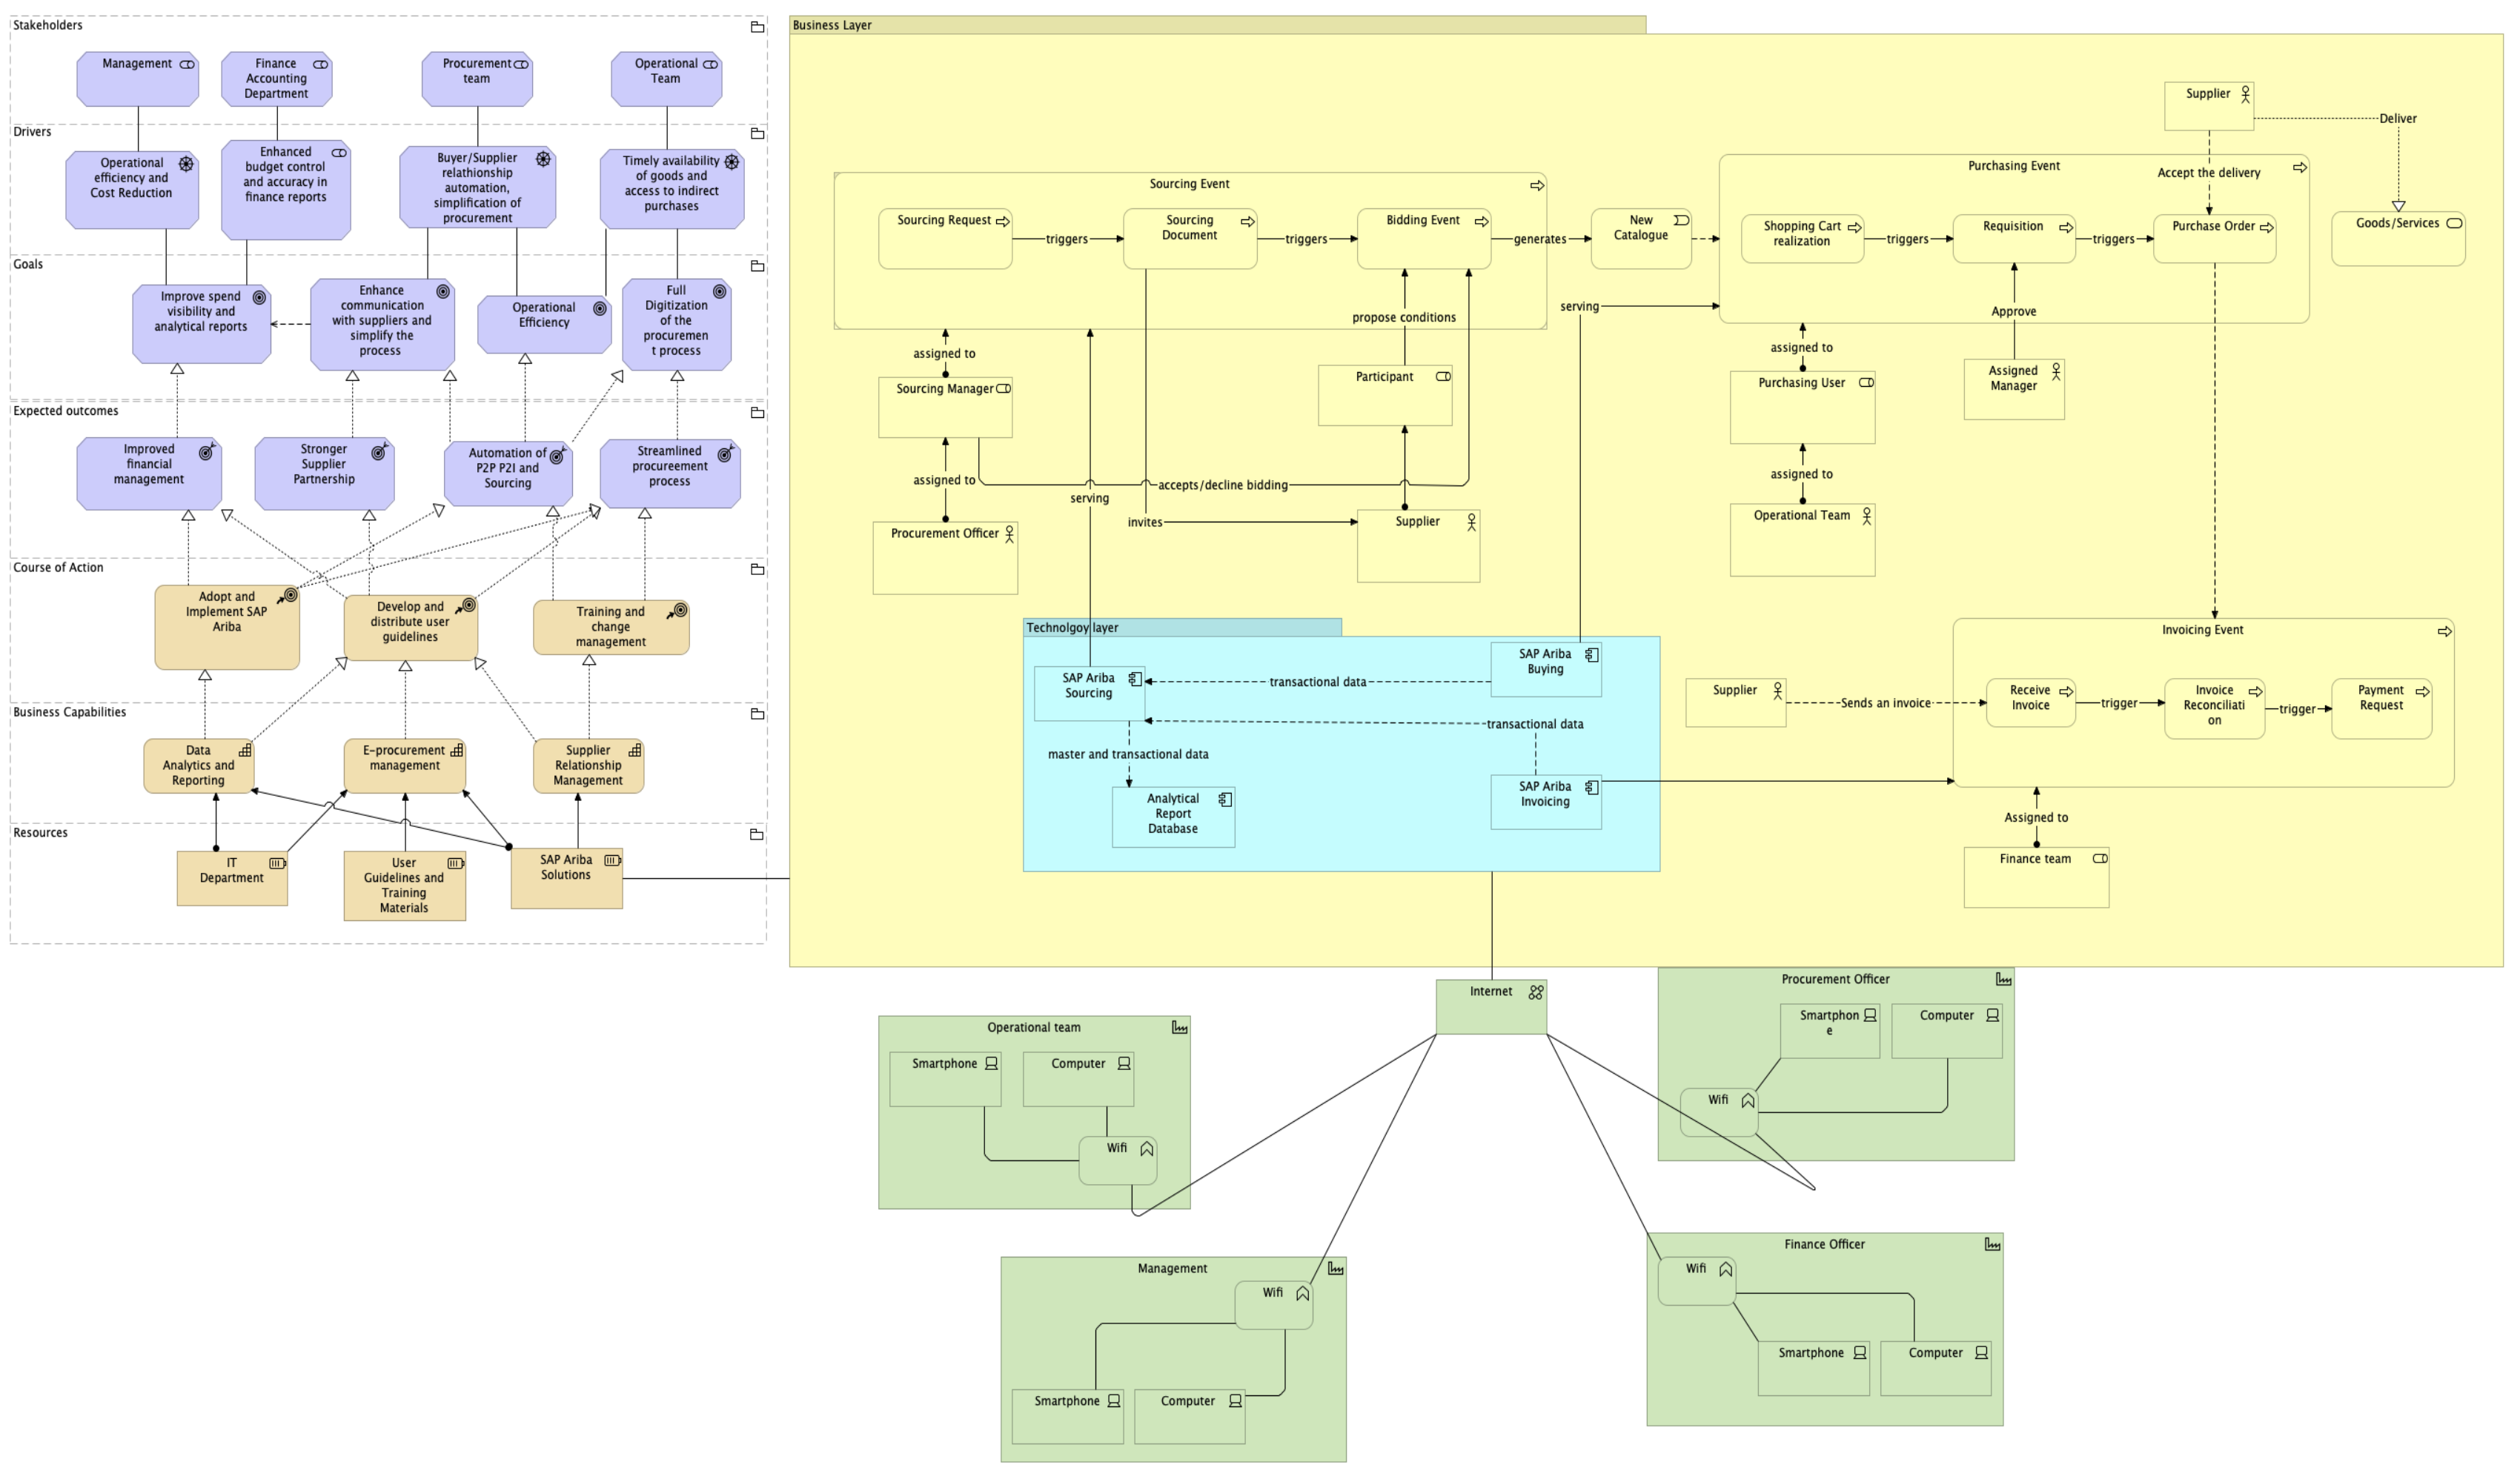 Stakeholders
Management
Finance
Accounting
Department
Procurement
team
Operational
Team
Drivers
Operational
efficiency and
Cost Reduction
Enhanced
budget control
and accuracy in
finance reports
Buyer/Supplier
relathionship
automation,
simplification of
procurement
Timely availability
of goods and
access to indirect
purchases
Goals
Improve spend
visibility and
analytical reports
Enhance
communication
with suppliers and
simplify the
process
Operational
Efficiency
Full
Digitization
of the
procuremen
t process
Expected outcomes
Improved
financial
management
Stronger
Supplier
Partnership
Automation of
P2P P2I and
Sourcing
Streamlined
procureement
process
Course of Action
Adopt and
Implement SAP
Ariba
Develop and
distribute user
guidelines
Training and
change
management
Business Capabilities
Data
Analytics and
Reporting
E-procurement
management
Supplier
Relationship
Management
Resources
IT
Department
User
Guidelines and
Training
Materials
SAP Ariba
Solutions
Business Layer
Sourcing Event
Sourcing Request
triggers
Sourcing
Document
triggers
Bidding Event
generates
New
Catalogue
propose conditions
assigned to
Sourcing Manager
assigned to
Procurement Officer
serving
accepts/decline bidding
invites
Participant
Supplier
serving
Supplier
Deliver
Purchasing Event
Accept the delivery
Shopping Cart
realization
triggers
Requisition
triggers
Purchase Order
Goods/Services
Approve
assigned to
Purchasing User
Assigned
Manager
assigned to
Operational Team
Technolgoy layer
SAP Ariba
Sourcing
transactional data
SAP Ariba
Buying
transactional data
master and transactional data
Analytical
Report
Database
SAP Ariba
Invoicing
Invoicing Event
Supplier
Sends an invoice
Receive
Invoice
trigger
Invoice
Reconciliati
on
trigger
Payment
Request
Assigned to
Finance team
Internet
Operational team
Smartphone
Computer
Wifi
Procurement Officer
Smartphon
e
Computer
Wifi
Management
Wifi
Smartphone
Computer
Finance Officer
Wifi
Smartphone
Computer